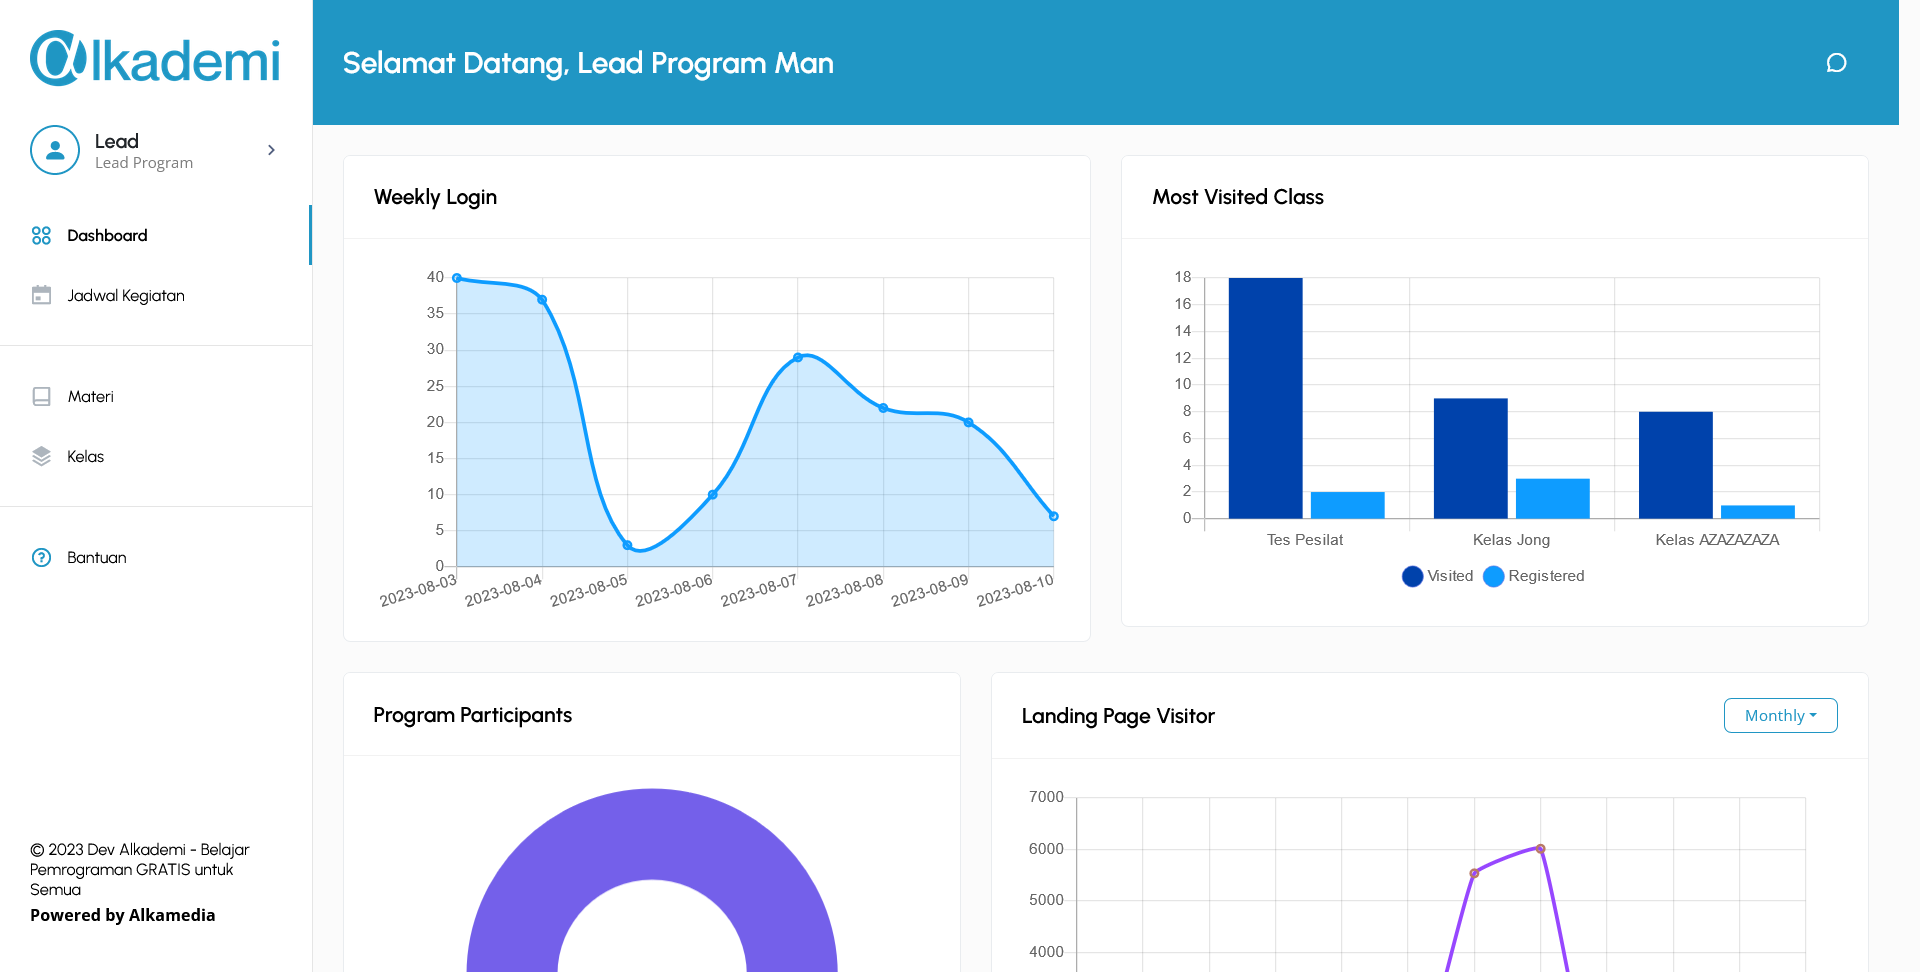 αlkademi
Lead
Lead Program
Dashboard
Jadwal Kegiatan
Materi
Kelas
Bantuan
© 2023 Dev Alkademi - Belajar
Pemrograman GRATIS untuk
Semua
Powered by Alkamedia
Selamat Datang, Lead Program Man
Weekly Login
40
35
30
25
20
15
10
5
0
2023-08-03
2023-08-04
2023-08-05
2023-08-06
2023-08-07
2023-08-08
2023-08-09
2023-08-10
Most Visited Class
18
16
14
12
10
8
6
4
2
0
Tes Pesilat
Kelas Jong
Kelas AZAZAZAZA
Visited
Registered
Program Participants
Landing Page Visitor
Monthly
7000
6000
5000
4000